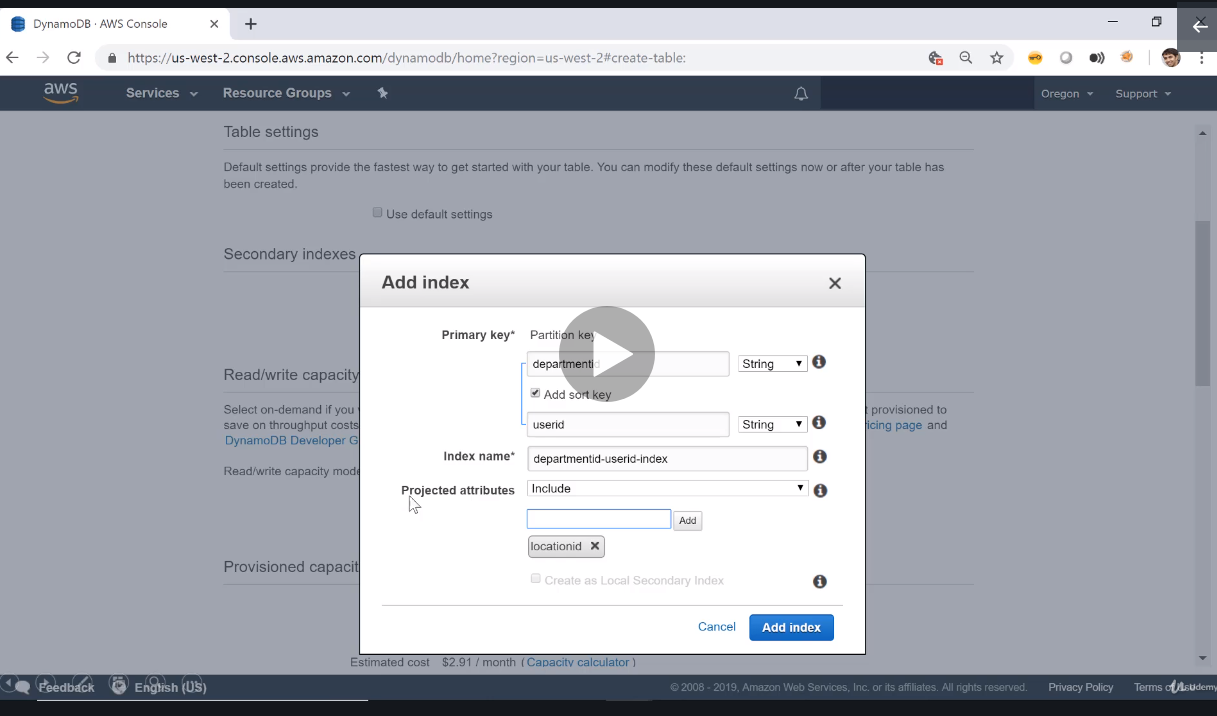 DynamoDB · AWS Console
https://us-west-2.console.aws.amazon.com/dynamodb/home?region=us-west-2#create-table:
aws Services Resource Groups Oregon Support
Table settings
Default settings provide the fastest way to get started with your table. You can modify these default settings now or after your table has
been created.
Use default settings
Secondary indexes
Add index
Primary key* Partition key
departmentid String
Add sort key
userid String
Index name* departmentid-userid-index
Projected attributes Include
Add
locationid
Create as Local Secondary Index
Cancel Add index
Read/write capacity
Select on-demand if you provisioned to
save on throughput costs pricing page and
DynamoDB Developer
Read/write capacity mode
Provisioned
Estimated cost $2.91 / month ( Capacity calculator )
Feedback English (US) © 2008 - 2019, Amazon Web Services, Inc. or its affiliates. All rights reserved. Privacy Policy Terms of Use
Udemy